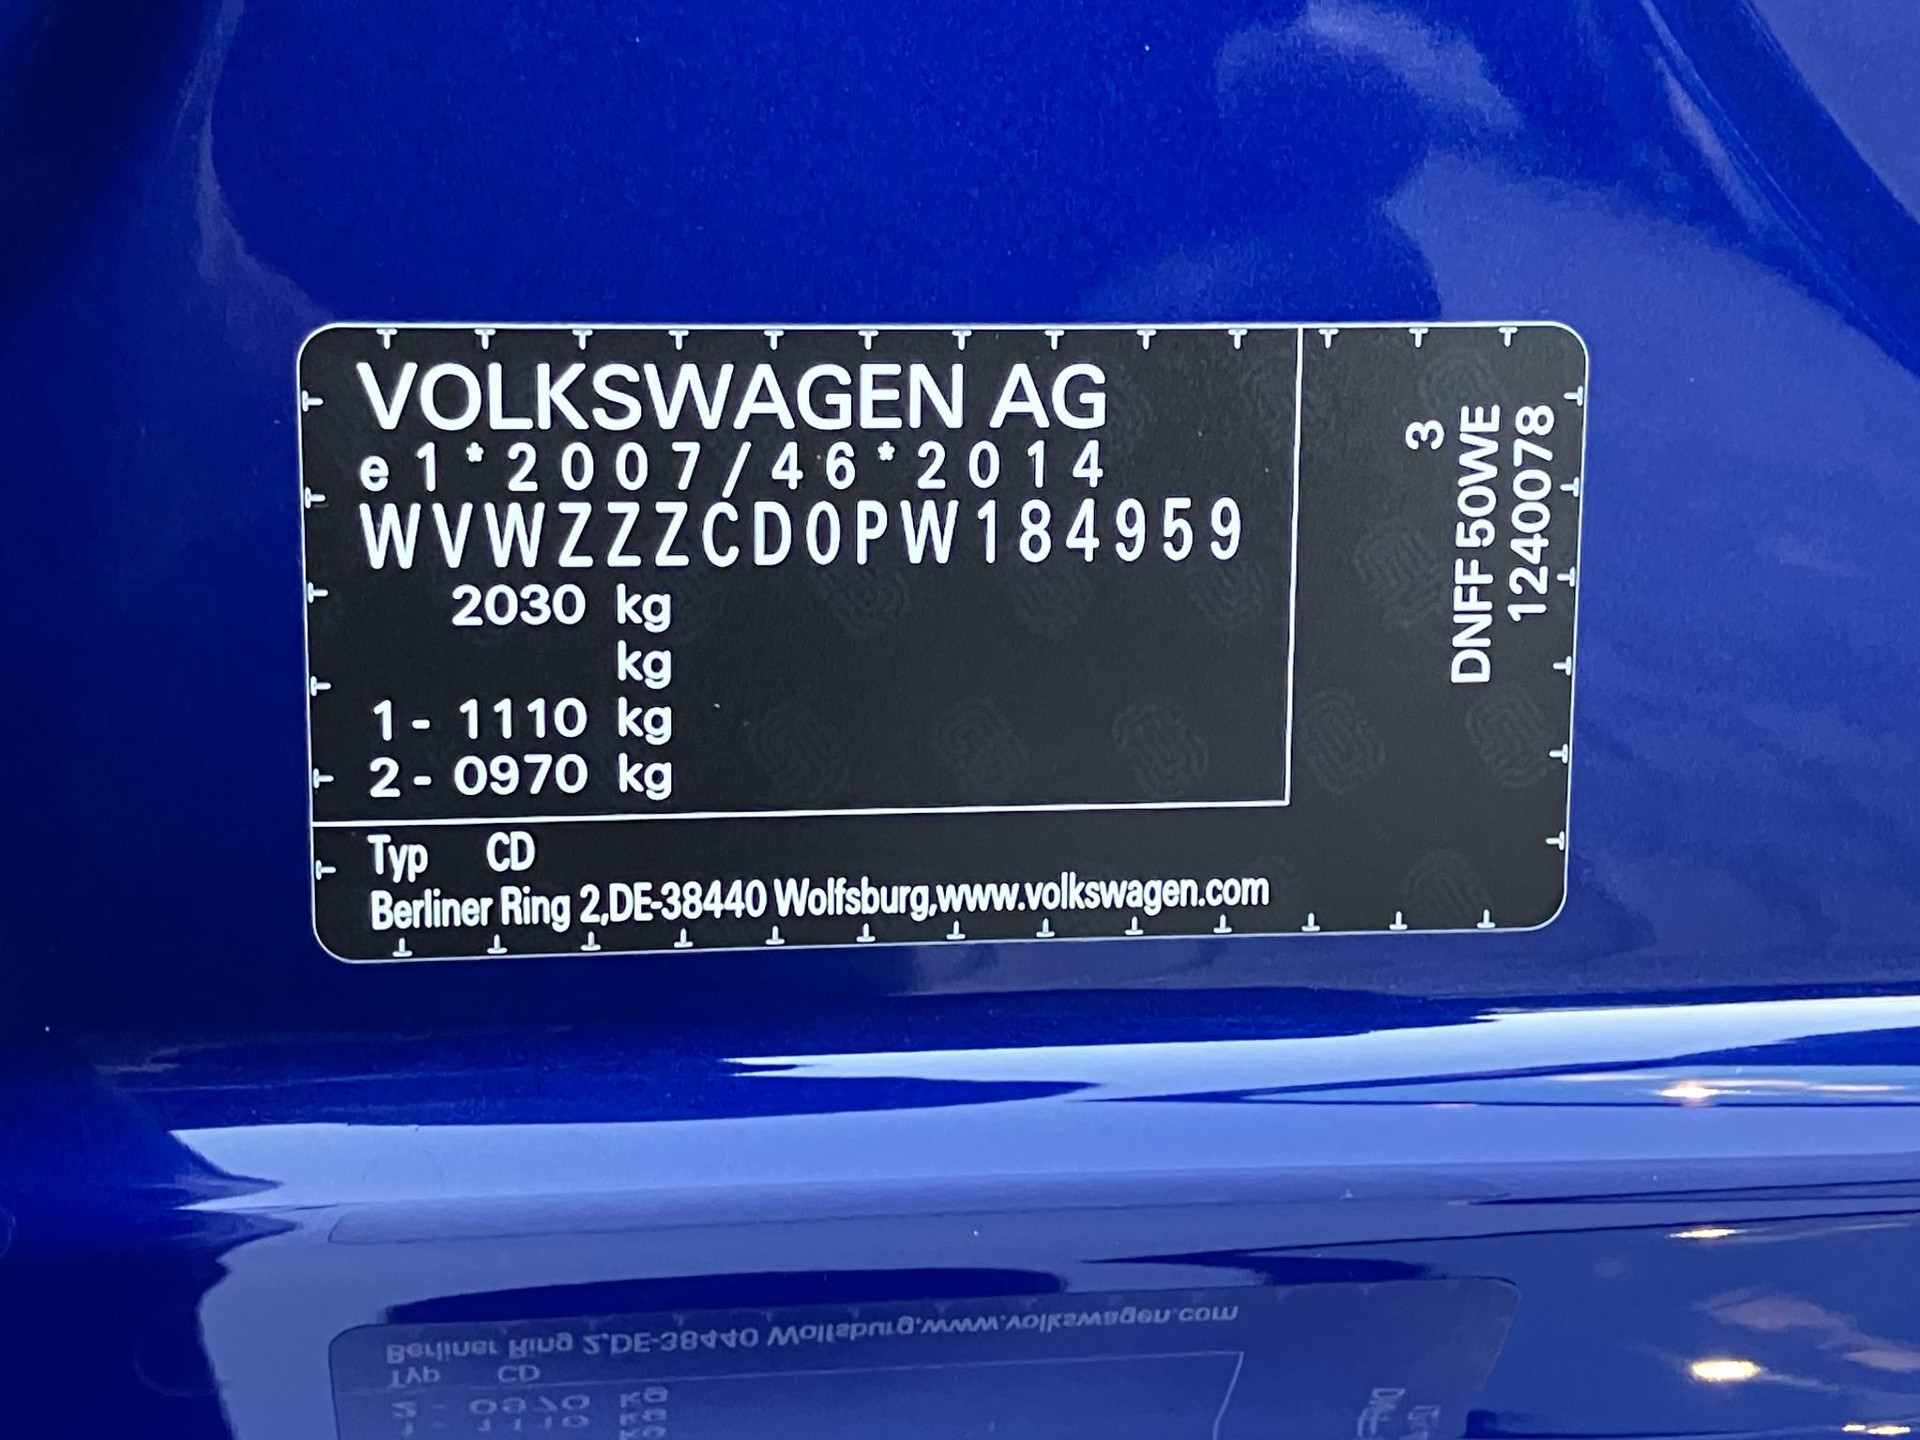 VOLKSWAGEN AG
e1*2007/46*2014
WVWZZZCD0PW184959
2030 kg
kg
1- 1110 kg
2- 0970 kg
Typ CD
Berliner Ring 2,DE-38440 Wolfsburg,www.volkswagen.com
3
DNFF 50WE
1240078